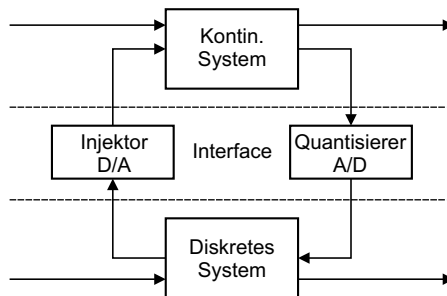 Kontin.
System
Injektor
D/A
Interface
Quantisierer
A/D
Diskretes
System